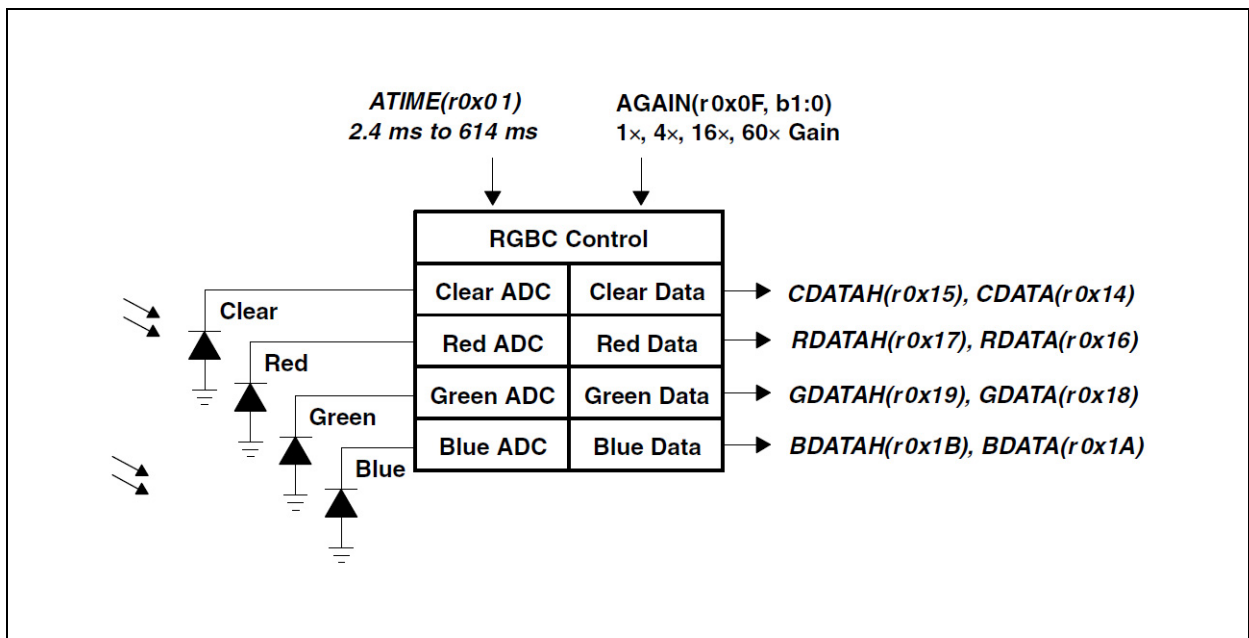 ATIME(r0x01)
2.4 ms to 614 ms
AGAIN(r0x0F, b1:0)
1×, 4×, 16×, 60× Gain
RGBC Control
Clear
Clear ADC
Clear Data
CDATAH(r0x15), CDATA(r0x14)
Red
Red ADC
Red Data
RDATAH(r0x17), RDATA(r0x16)
Green
Green ADC
Green Data
GDATAH(r0x19), GDATA(r0x18)
Blue
Blue ADC
Blue Data
BDATAH(r0x1B), BDATA(r0x1A)